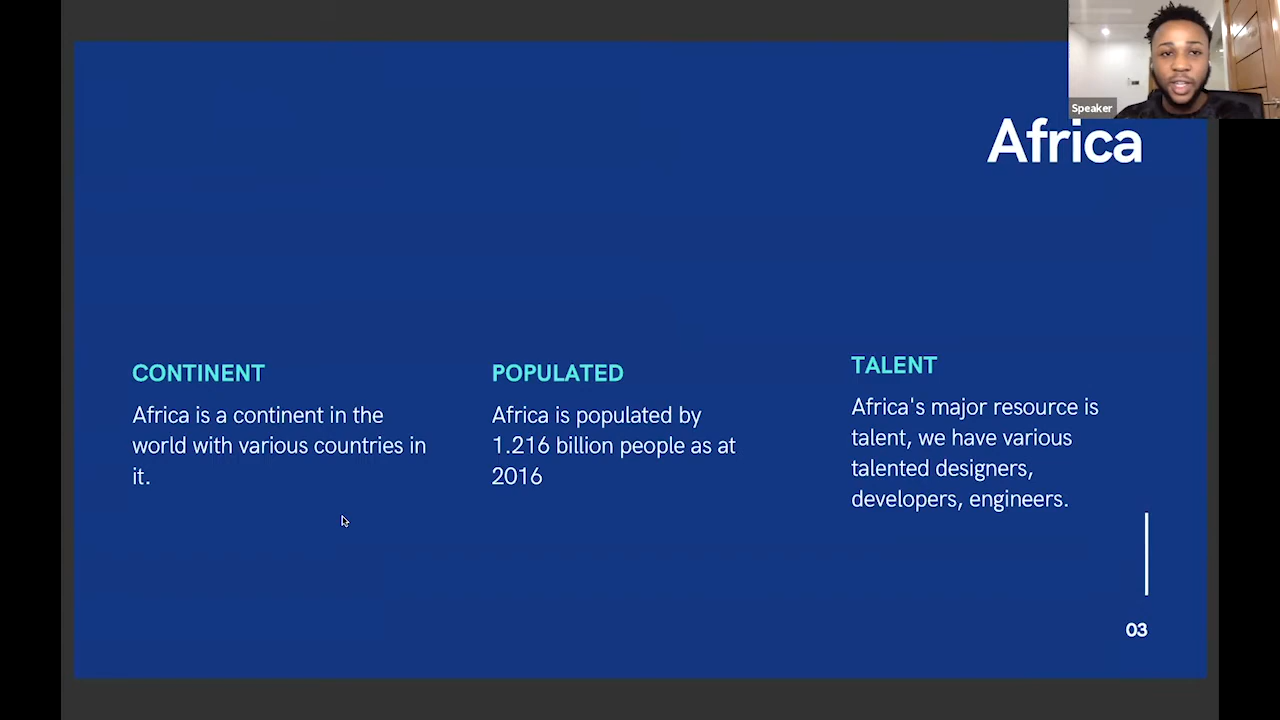 Speaker
Africa
CONTINENT
Africa is a continent in the
world with various countries in
it.
POPULATED
Africa is populated by
1.216 billion people as at
2016
TALENT
Africa's major resource is
talent, we have various
talented designers,
developers, engineers.
03